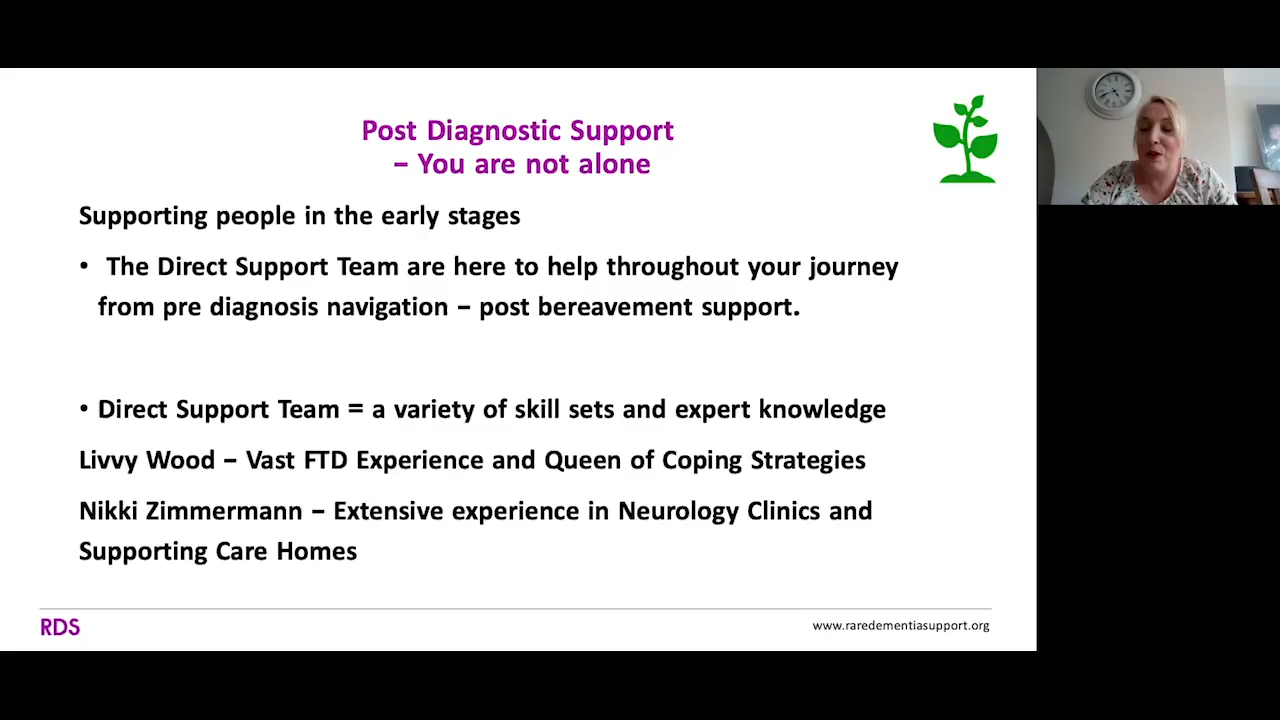 Post Diagnostic Support
– You are not alone
Supporting people in the early stages
• The Direct Support Team are here to help throughout your journey
from pre diagnosis navigation – post bereavement support.
• Direct Support Team = a variety of skill sets and expert knowledge
Livvy Wood – Vast FTD Experience and Queen of Coping Strategies
Nikki Zimmermann – Extensive experience in Neurology Clinics and
Supporting Care Homes
RDS
www.raredementiasupport.org